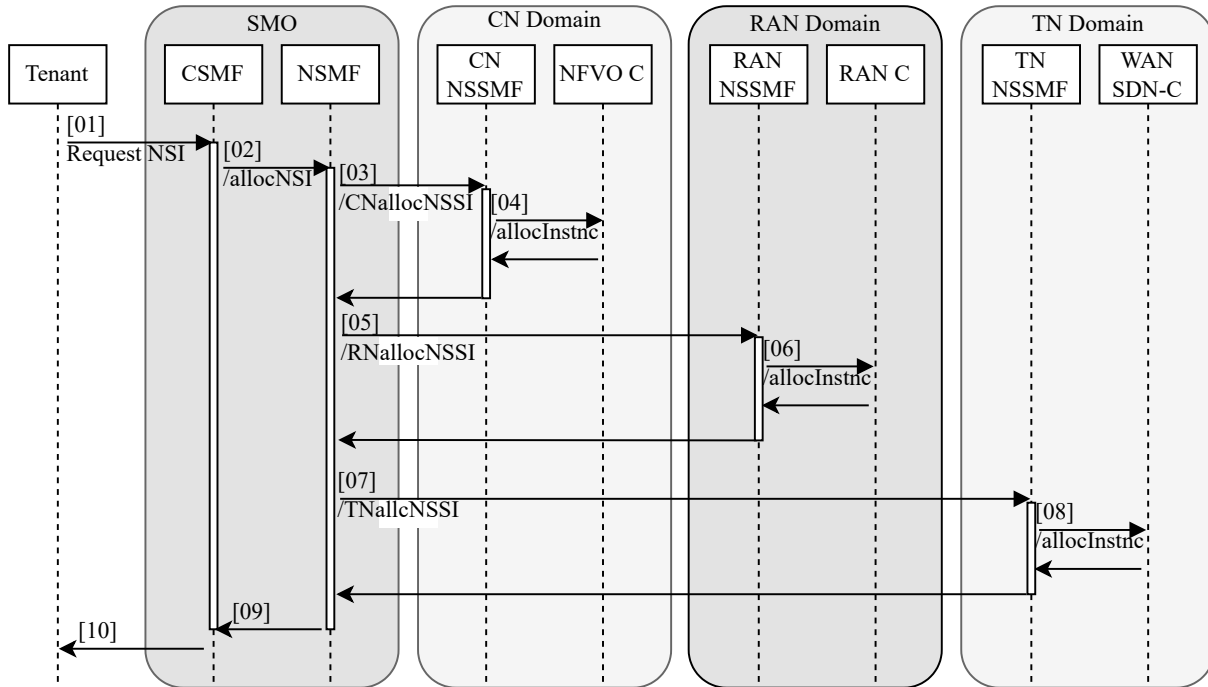 SMO
CN Domain
RAN Domain
TN Domain
Tenant
CSMF
NSMF
CN
NSSMF
NFVO C
RAN
NSSMF
RAN C
TN
NSSMF
WAN
SDN-C
[01]
Request NSI
[02]
/allocNSI
[03]
/CNallocNSSI
[04]
/allocInstnc
[05]
/RNallocNSSI
[06]
/allocInstnc
[07]
/TNallcNSSI
[08]
/allocInstnc
[09]
[10]